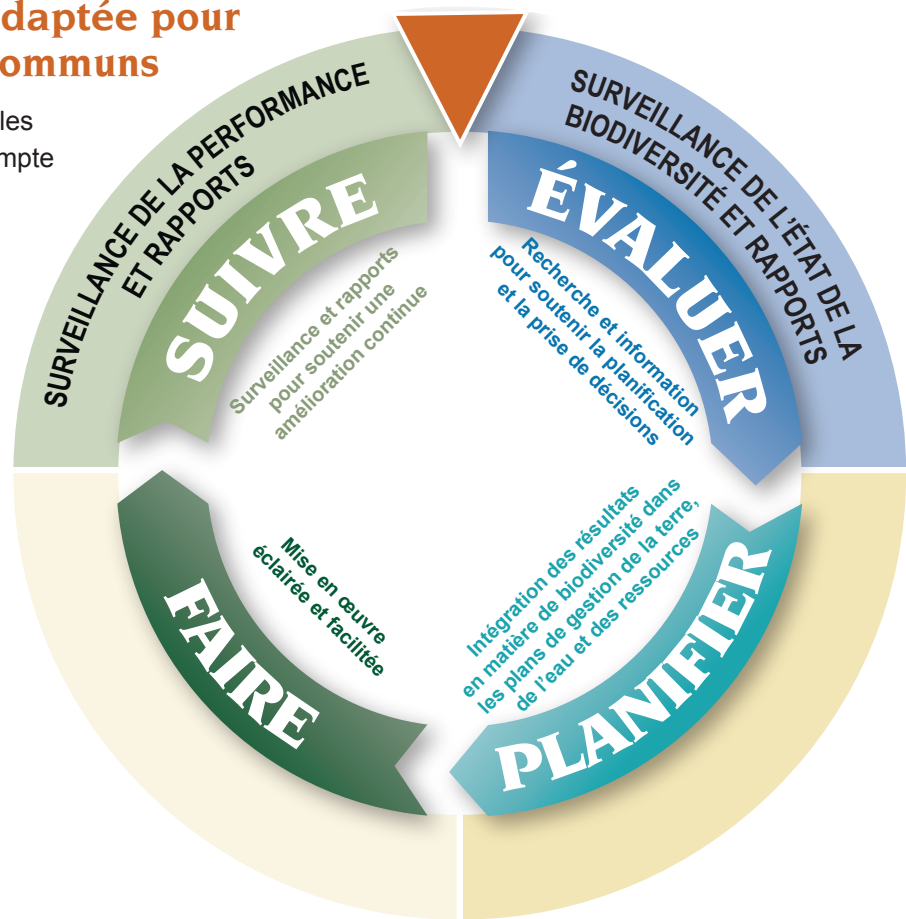 daptée pour
ommuns
les
mpte
SURVEILLANCE DE LA PERFORMANCE
ET RAPPORTS
SUIVRE
Surveillance et rapports
pour soutenir une
amélioration continue
SURVEILLANCE DE L'ÉTAT DE LA
BIODIVERSITÉ ET RAPPORTS
ÉVALUER
Recherche et information
pour soutenir la planification
et la prise de décisions
Intégration des résultats
en matière de biodiversité dans
les plans de gestion de la terre,
de l'eau et des ressources
PLANIFIER
Mise en œuvre
éclairée et facilitée
FAIRE